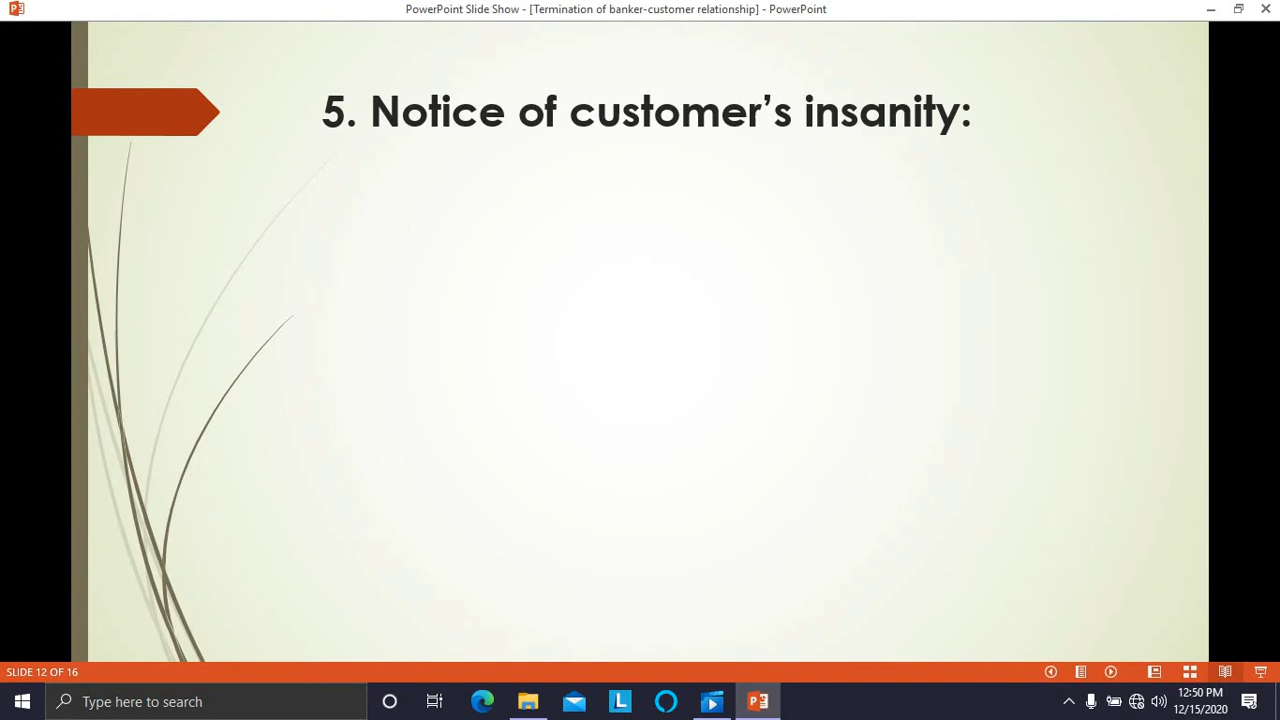 PowerPoint Slide Show - [Termination of banker-customer relationship] - PowerPoint
5. Notice of customer’s insanity:
SLIDE 12 OF 16
Type here to search
L
12:50 PM
12/15/2020